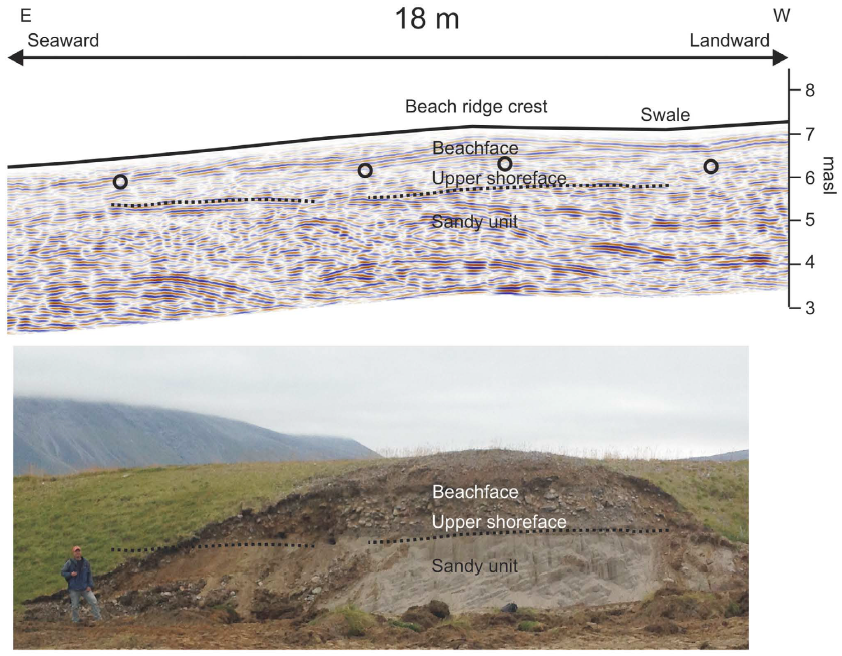 E
18 m
W
Seaward
Landward
8
Beach ridge crest
Swale
7
Beachface
Upper shoreface
6
masl
Sandy unit
5
4
3
Beachface
Upper shoreface
Sandy unit